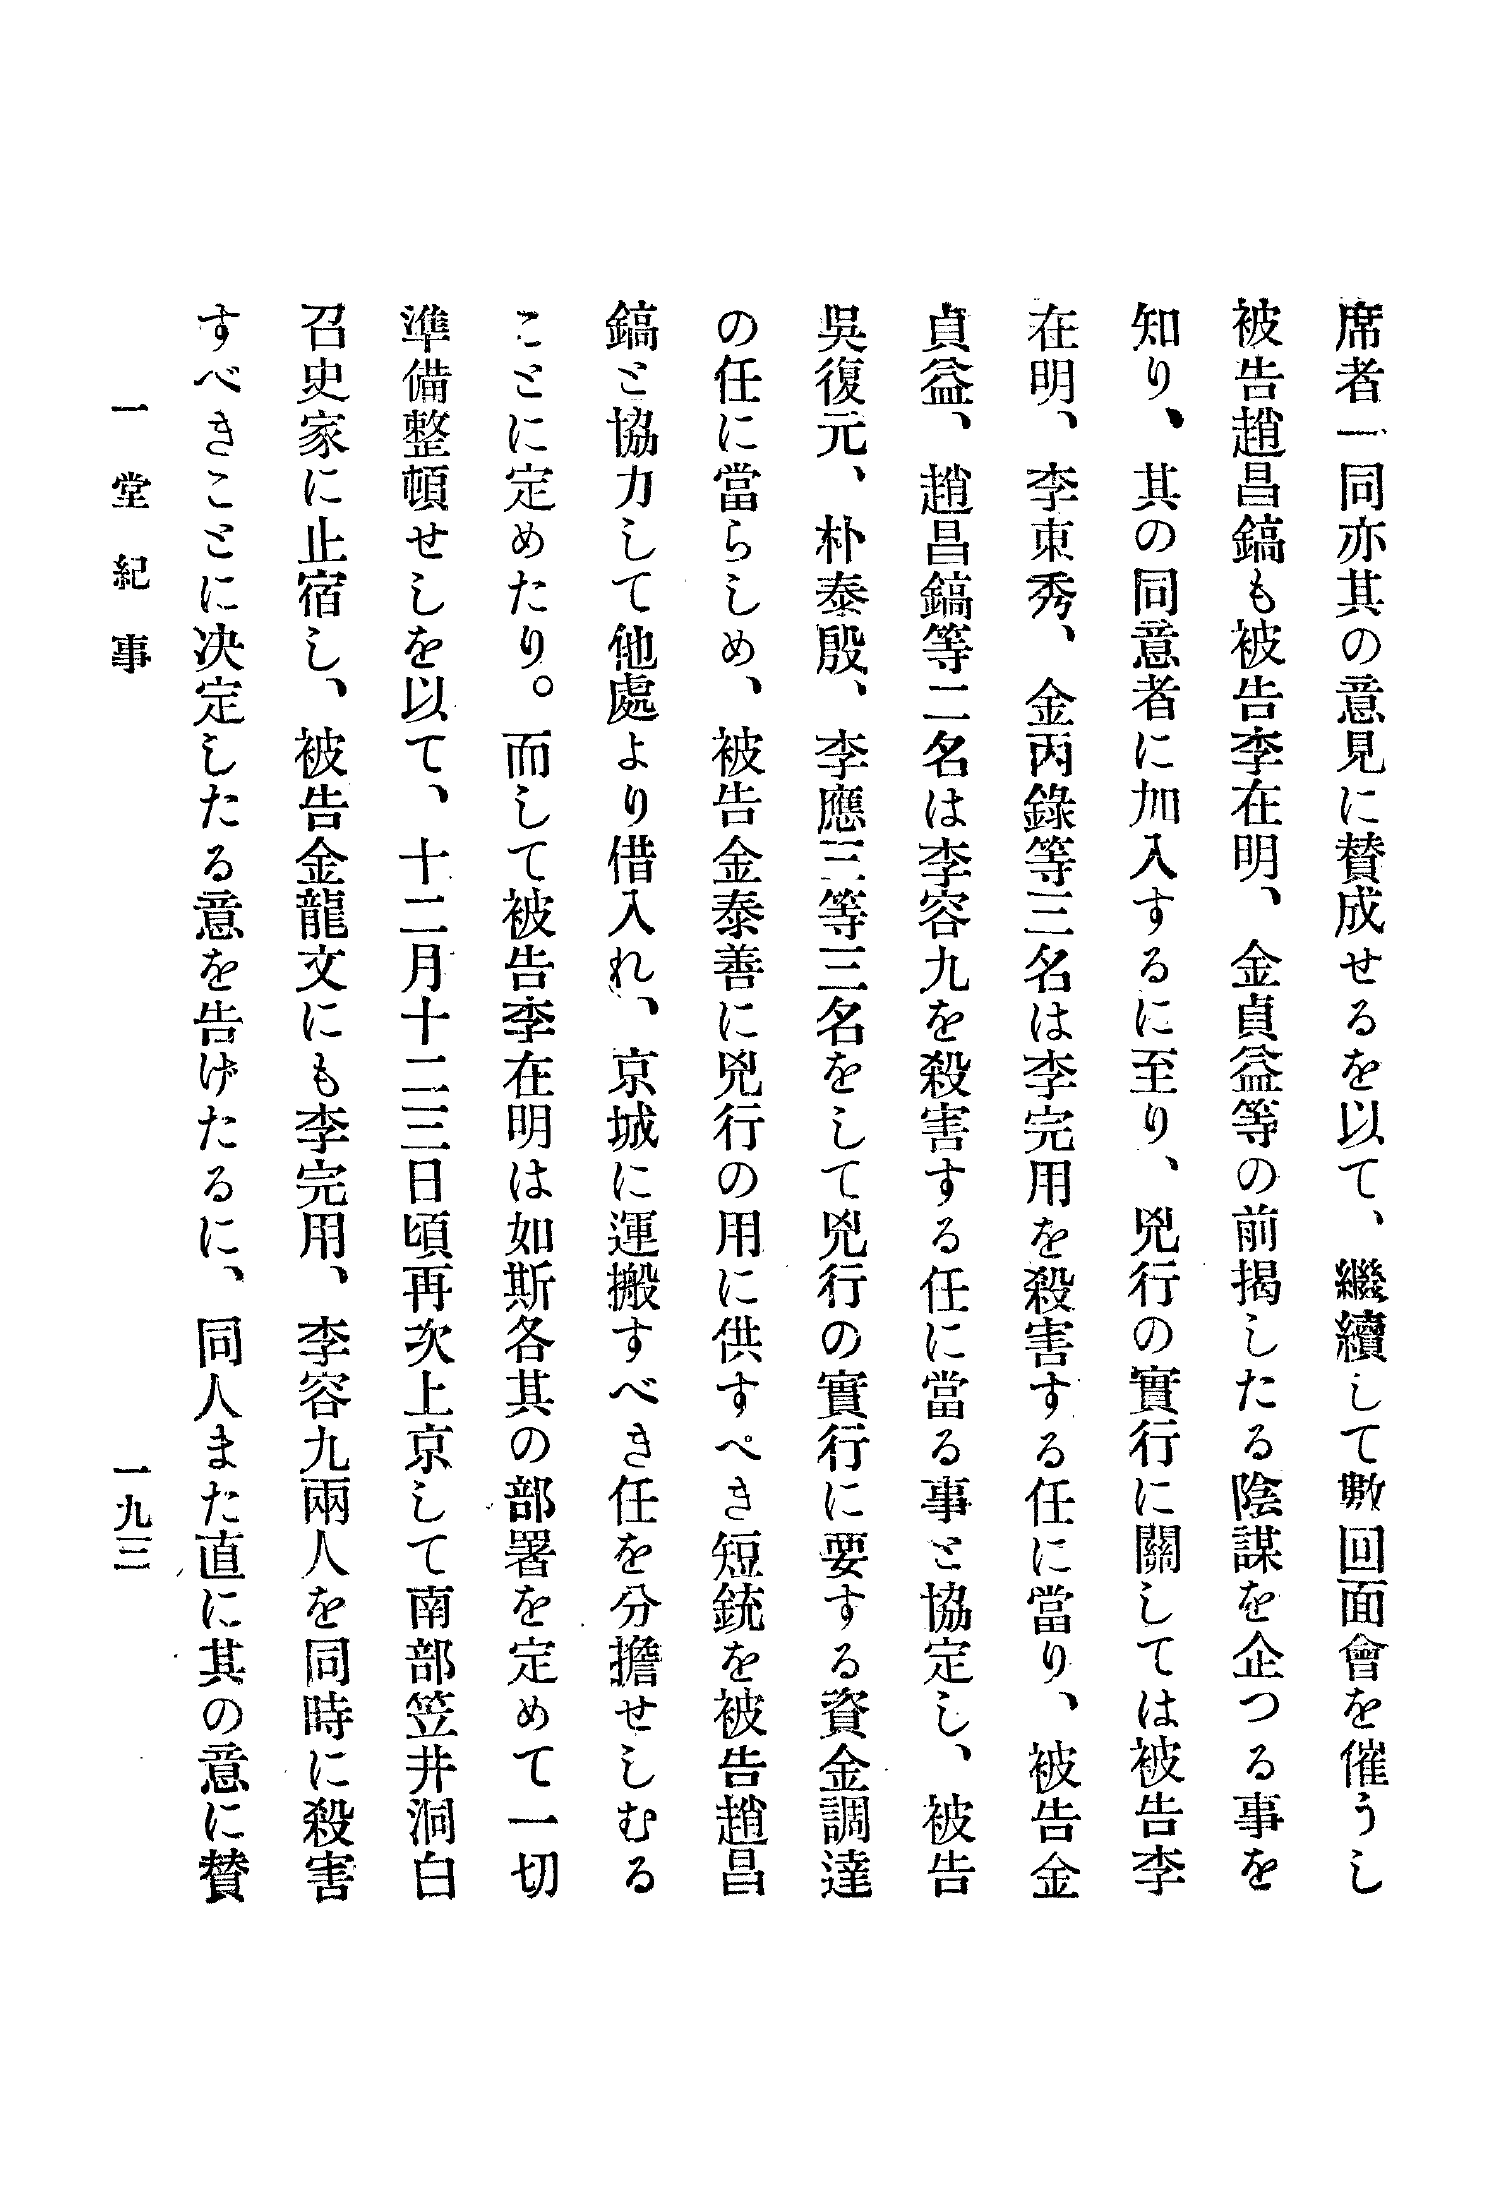 席者一同亦其の意見に賛成せるを以て、繼續して數回面會を催うし
被告趙昌鎬も被告李在明、金貞益等の前揭したる陰謀を企つる事を
知り、其の同意者に加入するに至り、兇行の實行に關しては被告李
在明、李東秀、金丙錄等三名は李完用を殺害する任に當り、被告金
貞益、趙昌鎬等二名は李容九を殺害する任に當る事と協定し、被告
吳復元、朴泰殷、李應三等三名をして兇行の實行に要する資金調達
の任に當らしめ、被告金泰善に兇行の用に供すべき短銃を被告趙昌
鎬と協力して他處より借入れ、京城に運搬すべき任を分擔せしむる
ことに定めたり。而して被告李在明は如斯各其の部署を定めて一切
準備整頓せしを以て、十二月十二三日頃再次上京して南部笠井洞白
召史家に止宿し、被告金龍文にも李完用、李容九兩人を同時に殺害
すべきことに决定したる意を告げたるに、同人また直に其の意に賛
一堂紀事
一九三